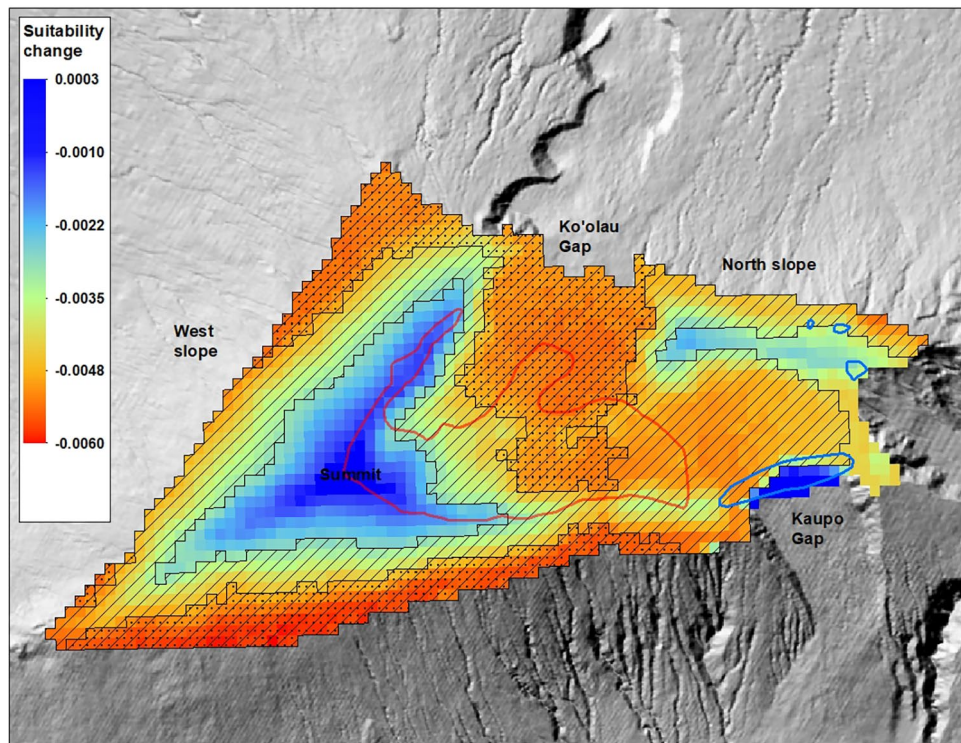 Suitability
change
0.0003
-0.0010
-0.0022
-0.0035
-0.0048
-0.0060
Ko'olau
Gap
North slope
West
slope
Summit
Kaupo
Gap